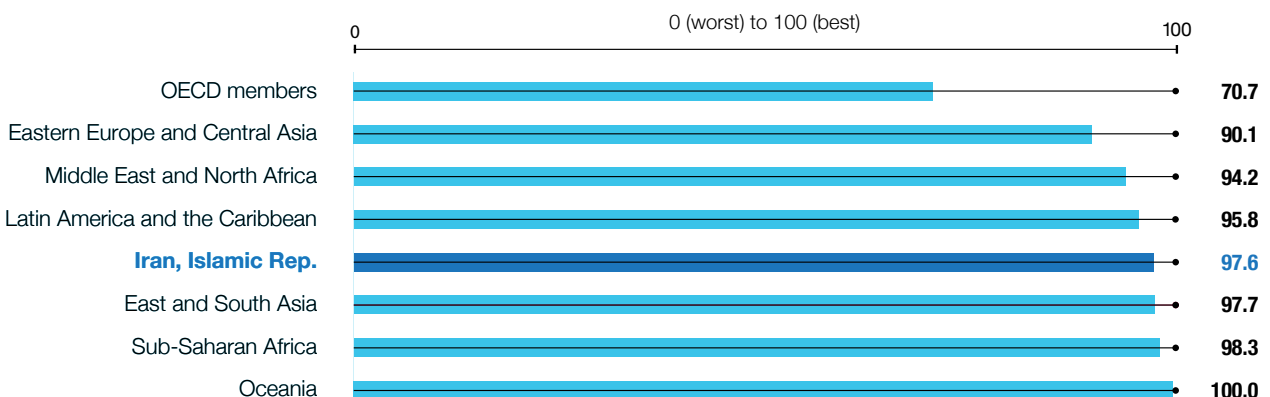 0 (worst) to 100 (best)
0 100
OECD members 70.7
Eastern Europe and Central Asia 90.1
Middle East and North Africa 94.2
Latin America and the Caribbean 95.8
Iran, Islamic Rep. 97.6
East and South Asia 97.7
Sub-Saharan Africa 98.3
Oceania 100.0